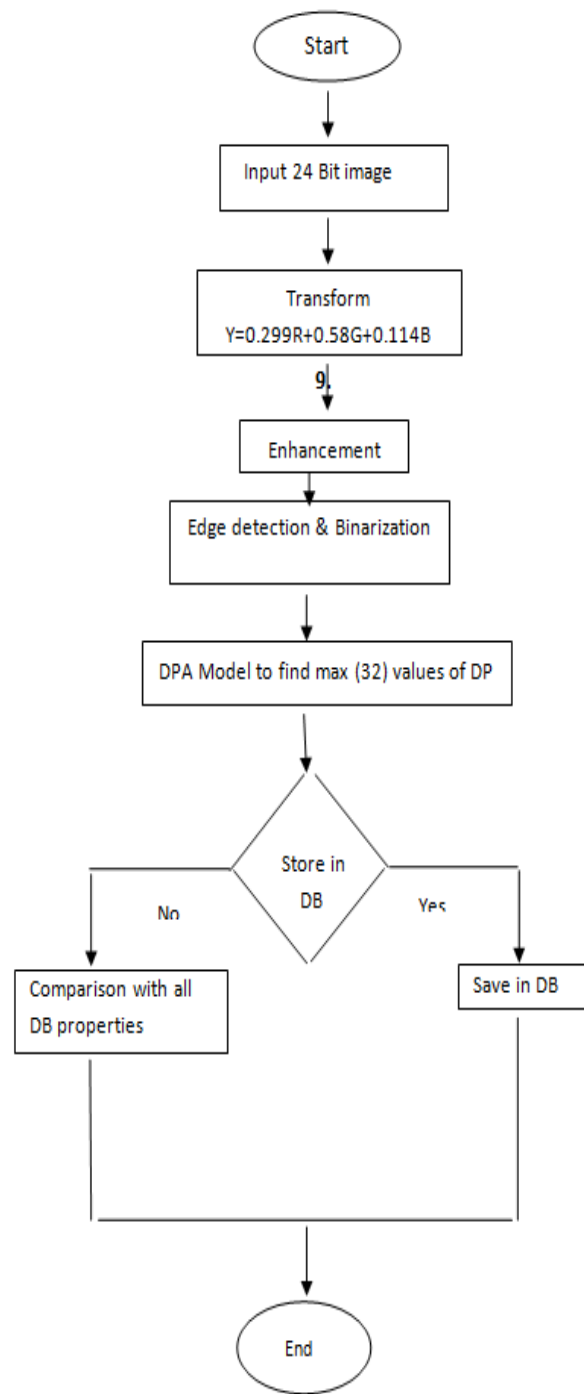 Start
Input 24 Bit image
Transform
Y=0.299R+0.58G+0.114B
9.
Enhancement
Edge detection & Binarization
DPA Model to find max (32) values of DP
Store in
DB
No
Yes
Comparison with all
DB properties
Save in DB
End